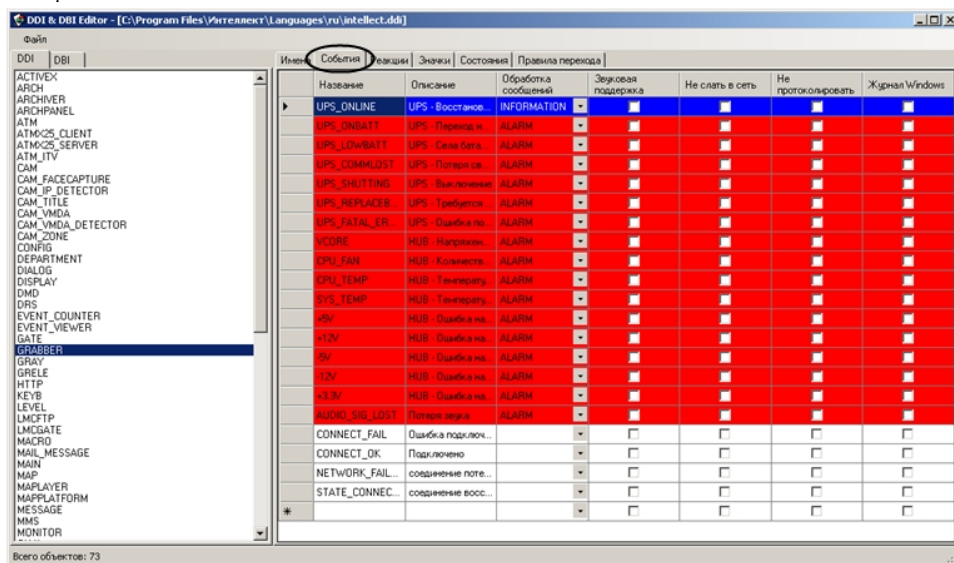 DDI & DBI Editor - [C:\Program Files\Интеллект\Languages\ru\intellect.ddi]
Файл
DDI DBI
ACTIVEX
ARCH
ARCHIVER
ARCHPANEL
ATM
ATMX25_CLIENT
ATMX25_SERVER
ATM_ITV
CAM
CAM_FACECAPTURE
CAM_IP_DETECTOR
CAM_TITLE
CAM_VMDA
CAM_VMDA_DETECTOR
CAM_ZONE
CONFIG
DEPARTMENT
DIALOG
DISPLAY
DMD
DRS
EVENT_COUNTER
EVENT_VIEWER
GATE
GRABBER
GRAY
GRELE
HTTP
KEYB
LEVEL
LMCFTP
LMCGATE
MACRO
MAIL_MESSAGE
MAIN
MAP
MAPLAYER
MAPPLATFORM
MESSAGE
MMS
MONITOR
Имена События Реакции Значки Состояния Правила перехода
Название Описание Обработка сообщений Звуковая поддержка Не слать в сеть Не протоколировать Журнал Windows
UPS_ONLINE UPS - Восстанов... INFORMATION
UPS_ONBATT UPS - Переход н... ALARM
UPS_LOWBATT UPS - Села бата... ALARM
UPS_COMMLOST UPS - Потеря св... ALARM
UPS_SHUTTING UPS - Выключение ALARM
UPS_REPLACEB... UPS - Требуется ... ALARM
UPS_FATAL_ER... UPS - Ошибка по... ALARM
VCORE HUB - Напряжен... ALARM
CPU_FAN HUB - Количеств... ALARM
CPU_TEMP HUB - Температу... ALARM
SYS_TEMP HUB - Температу... ALARM
+5V HUB - Ошибка на... ALARM
+12V HUB - Ошибка на... ALARM
-5V HUB - Ошибка на... ALARM
-12V HUB - Ошибка на... ALARM
+3.3V HUB - Ошибка на... ALARM
AUDIO_SIG_LOST Потеря звука ALARM
CONNECT_FAIL Ошибка подключ...
CONNECT_OK Подключено
NETWORK_FAIL... соединение поте...
STATE_CONNEC... соединение восс...
Всего объектов: 73